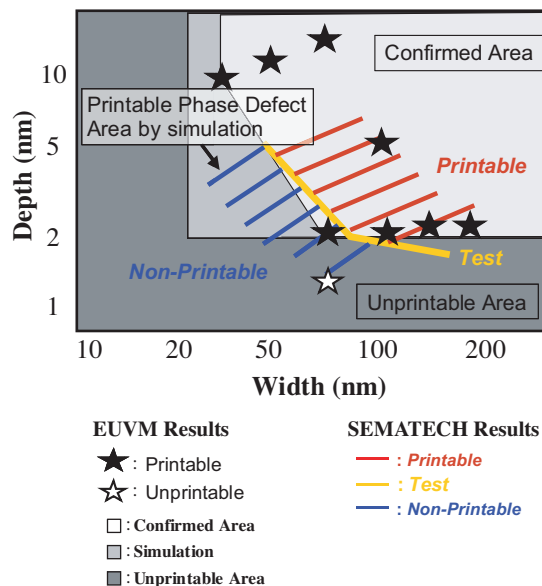 Confirmed Area
10
Printable Phase Defect
Area by simulation
5
Printable
Depth (nm)
2
Non-Printable
Test
1
Unprintable Area
10 20 50 100 200
Width (nm)
EUVM Results
: Printable
: Unprintable
: Confirmed Area
: Simulation
: Unprintable Area
SEMATECH Results
: Printable
: Test
: Non-Printable